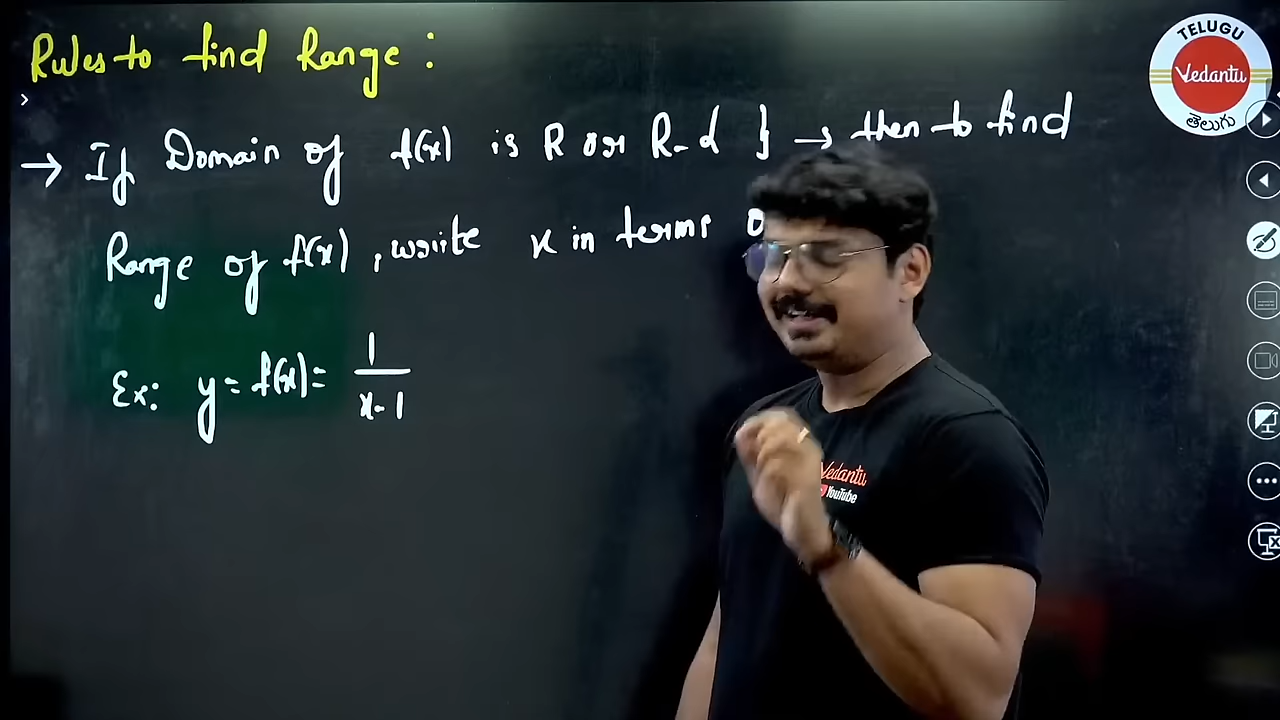 Rules to find Range :
→ If Domain of f(x) is R or R-{ } → then to find
Range of f(x), write x in terms o
Ex: y = f(x) = 1/(x-1)
TELUGU
Vedantu
తెలుగు
Vedantu
YouTube